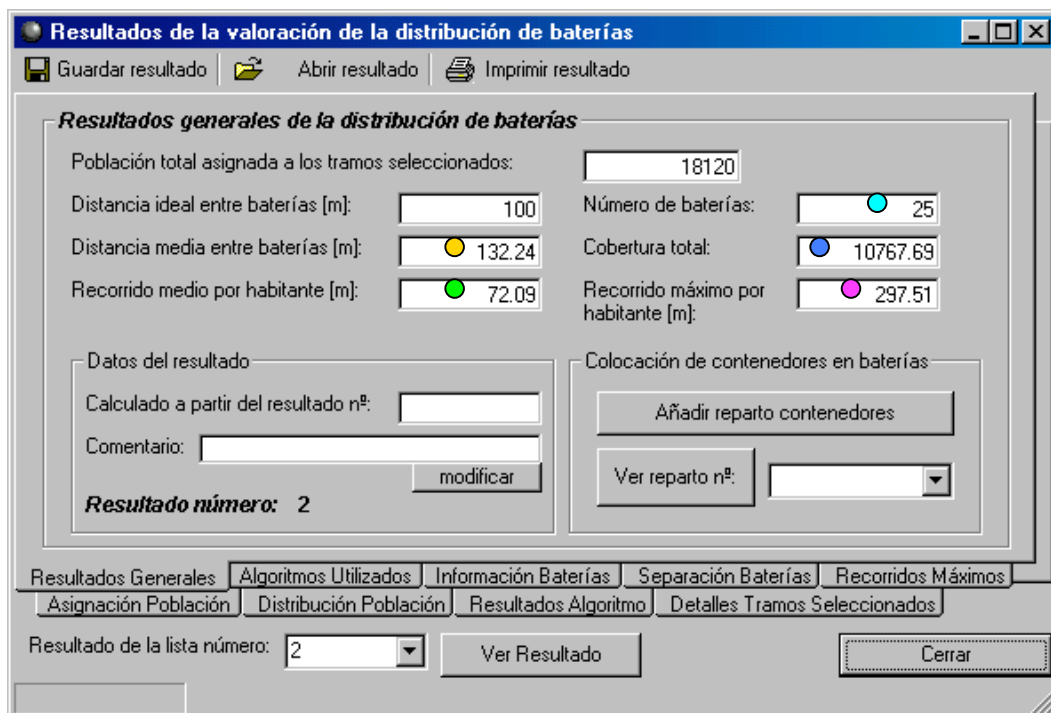 Resultados de la valoración de la distribución de baterías
Guardar resultado Abrir resultado Imprimir resultado
Resultados generales de la distribución de baterías
Población total asignada a los tramos seleccionados: 18120
Distancia ideal entre baterías [m]: 100 Número de baterías: 25
Distancia media entre baterías [m]: 132.24 Cobertura total: 10767.69
Recorrido medio por habitante [m]: 72.09 Recorrido máximo por
habitante [m]: 297.51
Datos del resultado
Calculado a partir del resultado nº:
Comentario:
modificar
Resultado número: 2
Colocación de contenedores en baterías
Añadir reparto contenedores
Ver reparto nº:
Resultados Generales Algoritmos Utilizados Información Baterías Separación Baterías Recorridos Máximos
Asignación Población Distribución Población Resultados Algoritmo Detalles Tramos Seleccionados
Resultado de la lista número: 2 Ver Resultado Cerrar